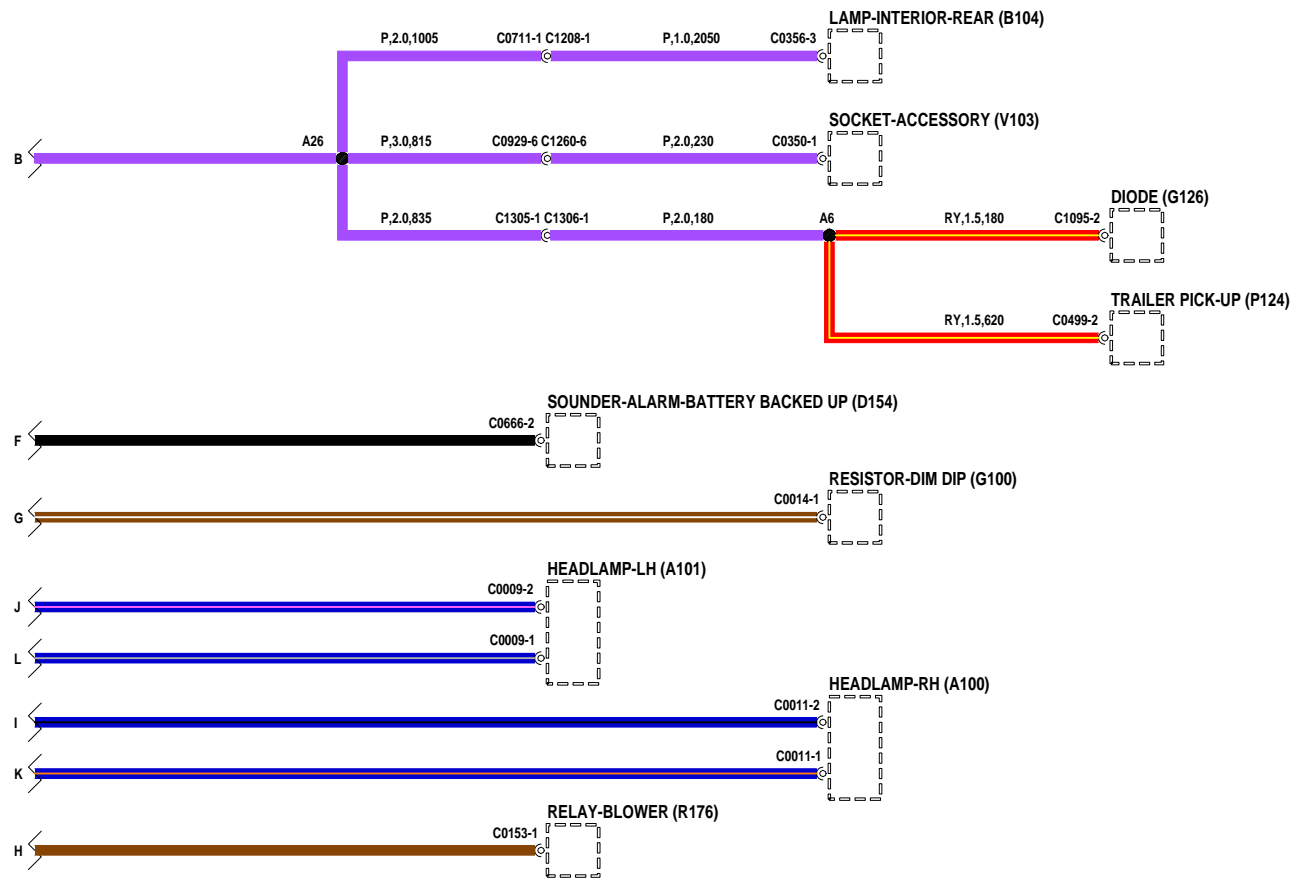 LAMP-INTERIOR-REAR (B104)
P,2.0,1005 C0711-1 C1208-1 P,1.0,2050 C0356-3
SOCKET-ACCESSORY (V103)
B A26 P,3.0,815 C0929-6 C1260-6 P,2.0,230 C0350-1
DIODE (G126)
P,2.0,835 C1305-1 C1306-1 P,2.0,180 A6 RY,1.5,180 C1095-2
TRAILER PICK-UP (P124)
RY,1.5,620 C0499-2
SOUNDER-ALARM-BATTERY BACKED UP (D154)
F C0666-2
RESISTOR-DIM DIP (G100)
G C0014-1
HEADLAMP-LH (A101)
J C0009-2
L C0009-1
HEADLAMP-RH (A100)
I C0011-2
K C0011-1
RELAY-BLOWER (R176)
H C0153-1